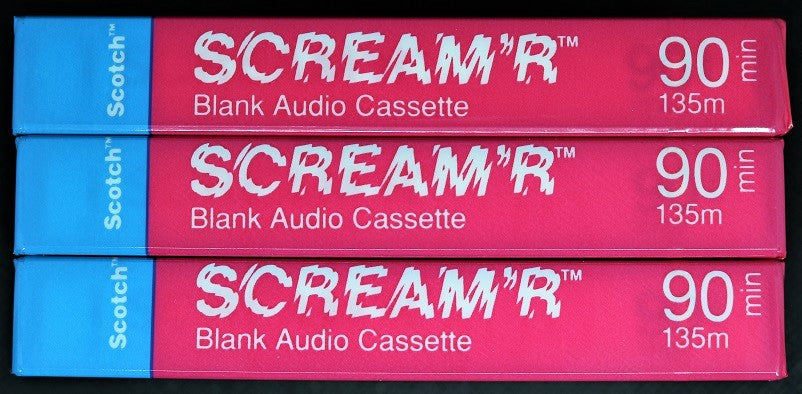 Scotch™
SCREAM'R™
Blank Audio Cassette
90 min
135m
Scotch™
SCREAM'R™
Blank Audio Cassette
90 min
135m
Scotch™
SCREAM'R™
Blank Audio Cassette
90 min
135m